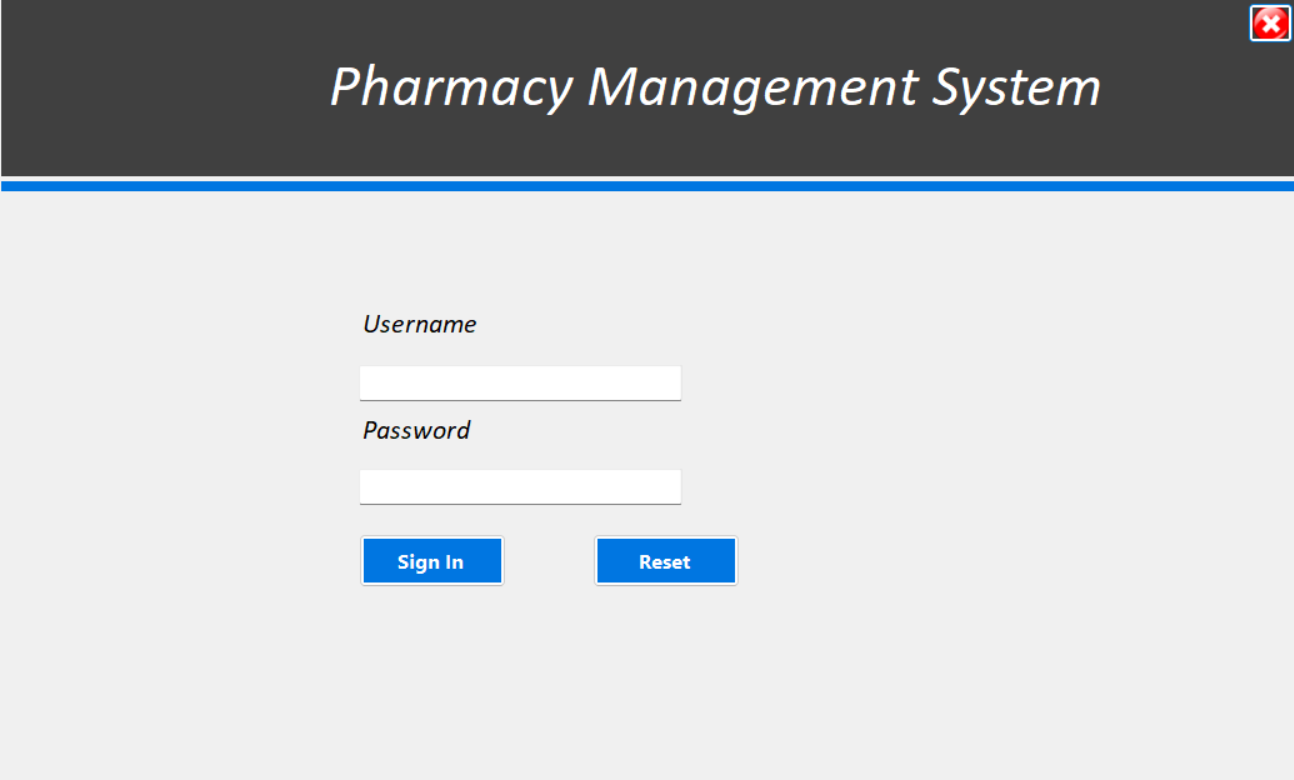 Pharmacy Management System
Username
Password
Sign In
Reset